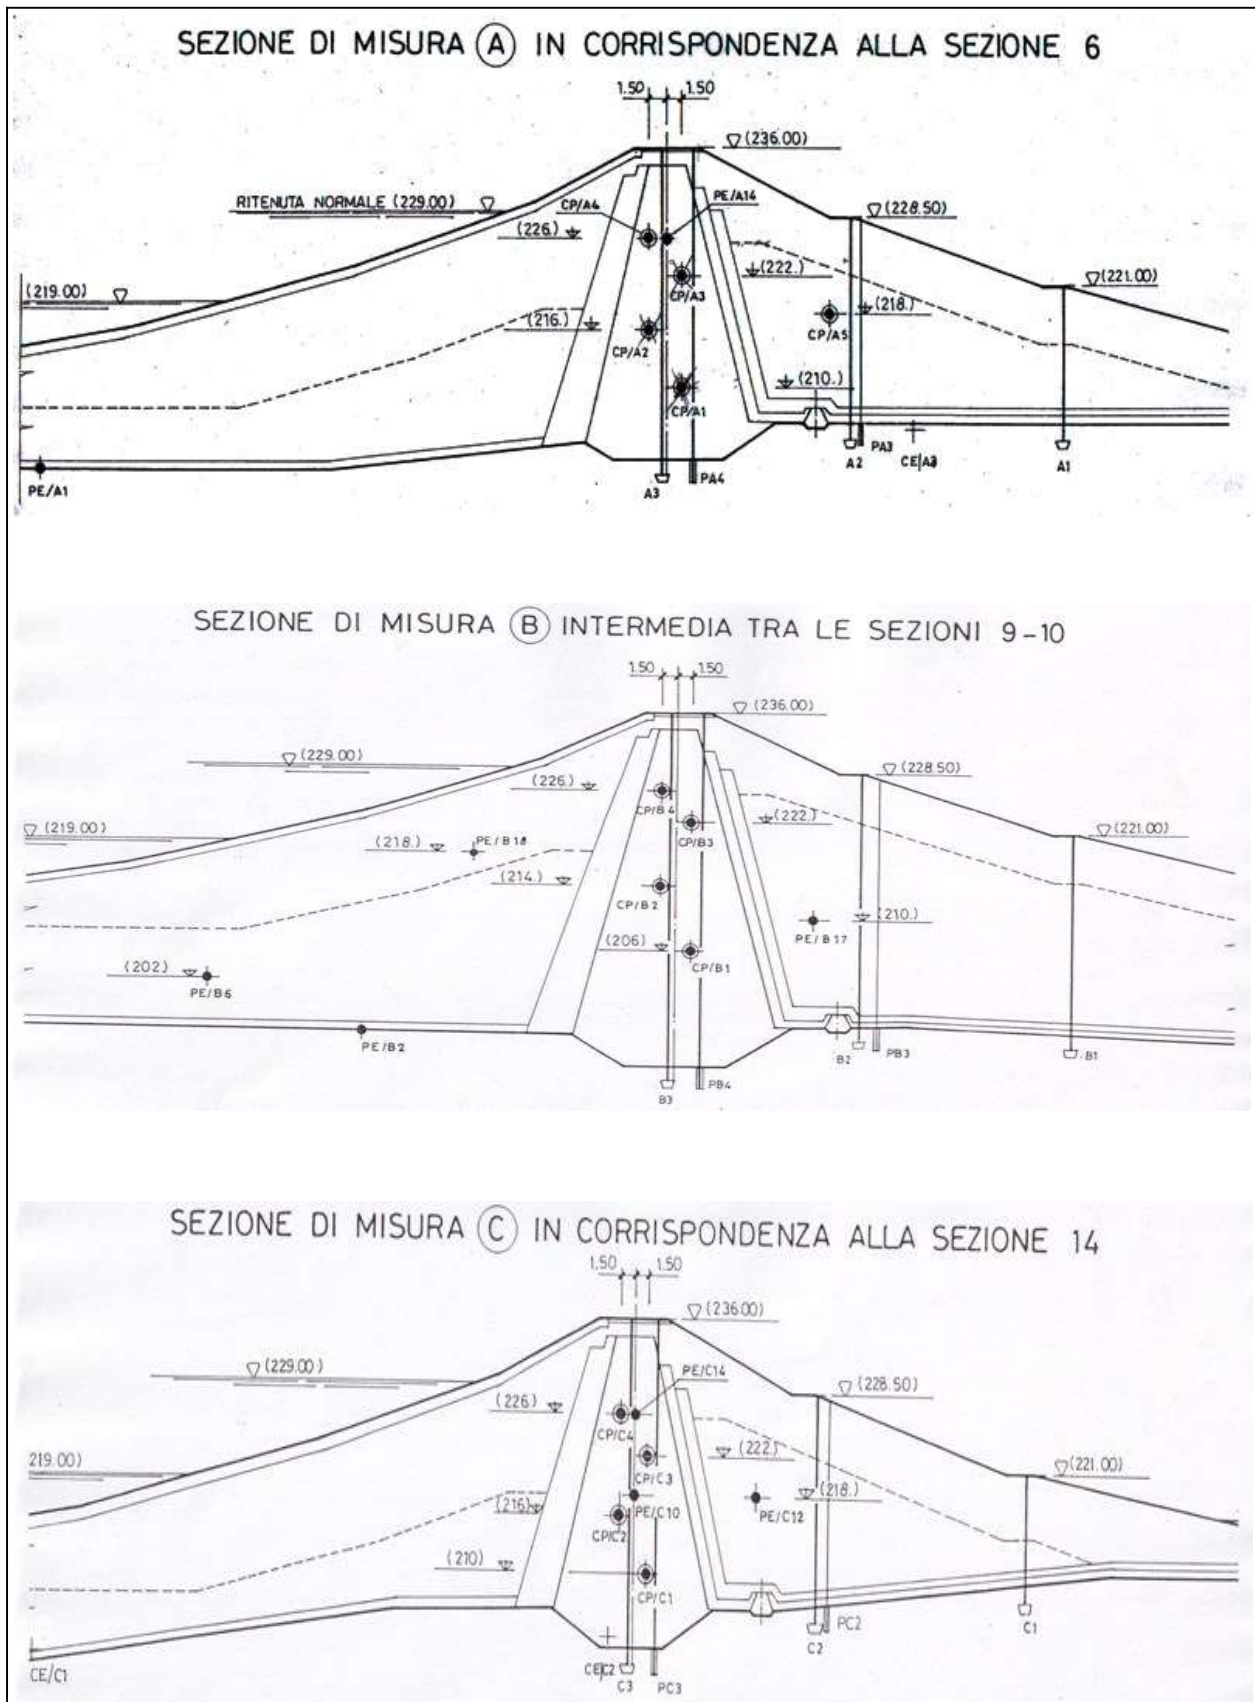 SEZIONE DI MISURA A IN CORRISPONDENZA ALLA SEZIONE 6
1.50 1.50
(236.00)
RITENUTA NORMALE (229.00)
CP/A4
PE/A14
(228.50)
(226.)
(222.)
(221.00)
(219.00)
CP/A3
(216.)
(218.)
CP/A2
CP/A5
(210.)
CP/A1
PE/A1
A3
PA4
A2
PA3
CE/A3
A1
SEZIONE DI MISURA B INTERMEDIA TRA LE SEZIONI 9-10
1.50 1.50
(236.00)
(229.00)
(228.50)
(226.)
CP/B4
(222.)
(219.00)
(221.00)
(218.)
PE/B18
CP/B3
(214.)
CP/B2
(210.)
PE/B17
(206)
CP/B1
(202)
PE/B6
PE/B2
B2
PB3
B1
B3
PB4
SEZIONE DI MISURA C IN CORRISPONDENZA ALLA SEZIONE 14
1.50 1.50
(236.00)
(229.00)
PE/C14
(228.50)
(226.)
CP/C4
219.00)
(222.)
(221.00)
CP/C3
(216)
PE/C10
(218.)
PE/C12
CP/C2
(210)
CP/C1
CE/C1
CE/C2
C3
PC3
C2
PC2
C1